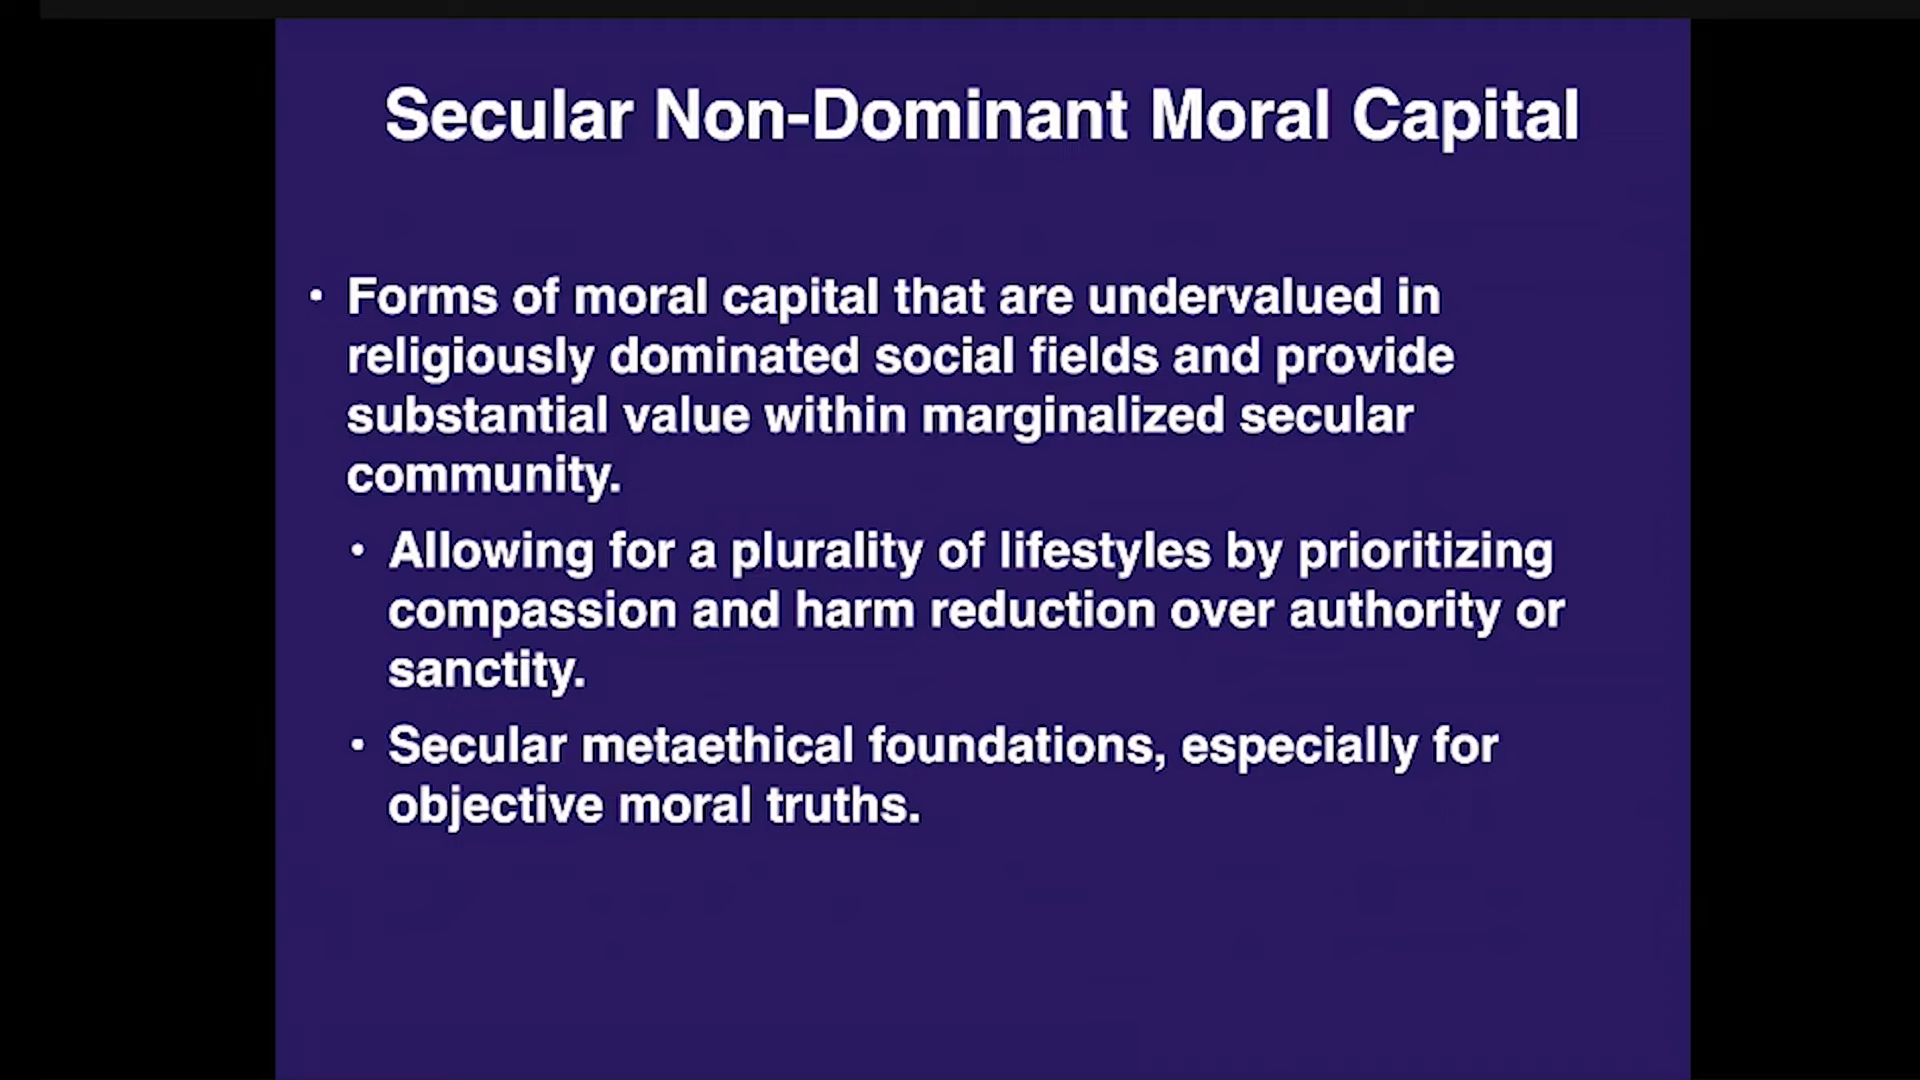 Secular Non-Dominant Moral Capital
• Forms of moral capital that are undervalued in
religiously dominated social fields and provide
substantial value within marginalized secular
community.
• Allowing for a plurality of lifestyles by prioritizing
compassion and harm reduction over authority or
sanctity.
• Secular metaethical foundations, especially for
objective moral truths.